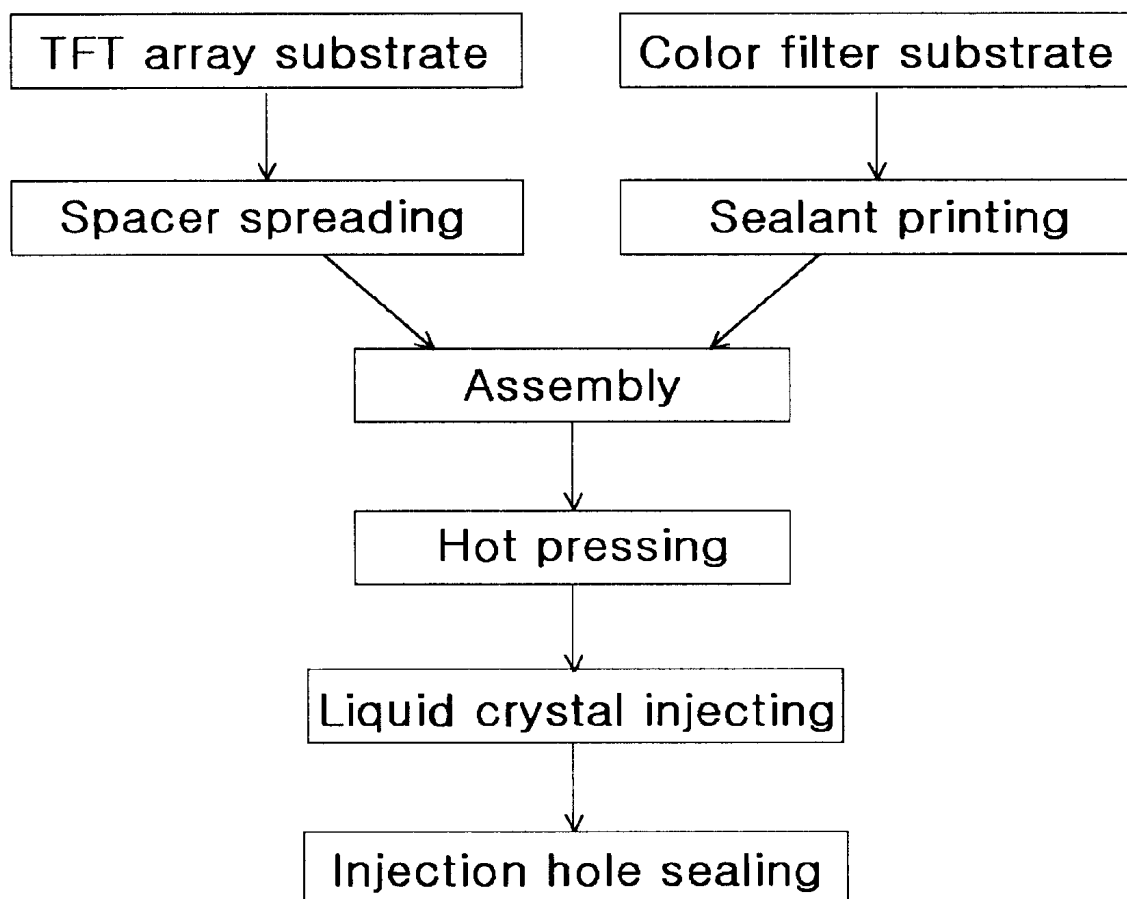 TFT array substrate
Color filter substrate
Spacer spreading
Sealant printing
Assembly
Hot pressing
Liquid crystal injecting
Injection hole sealing